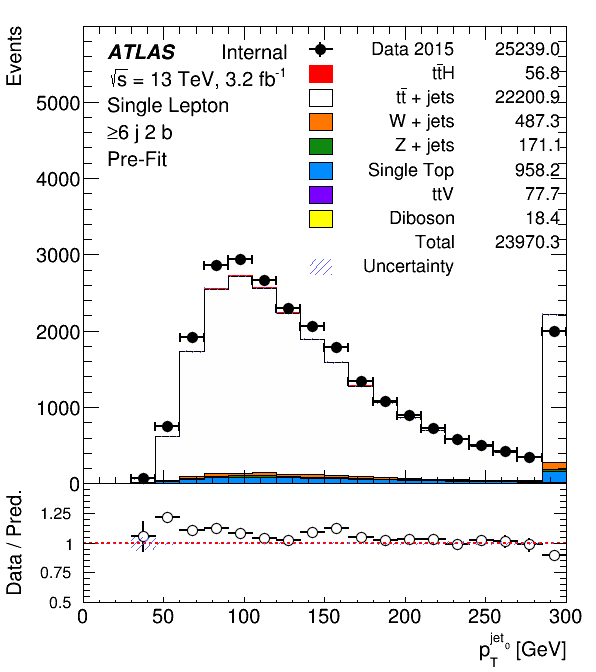 Events
ATLAS Internal
√s = 13 TeV, 3.2 fb⁻¹
Single Lepton
≥6 j 2 b
Pre-Fit
Data 2015 25239.0
tt̄H 56.8
tt̄ + jets 22200.9
W + jets 487.3
Z + jets 171.1
Single Top 958.2
ttV 77.7
Diboson 18.4
Total 23970.3
Uncertainty
5000
4000
3000
2000
1000
0
Data / Pred.
1.25
1
0.75
0.5
0 50 100 150 200 250 300
p_T^{jet_0} [GeV]